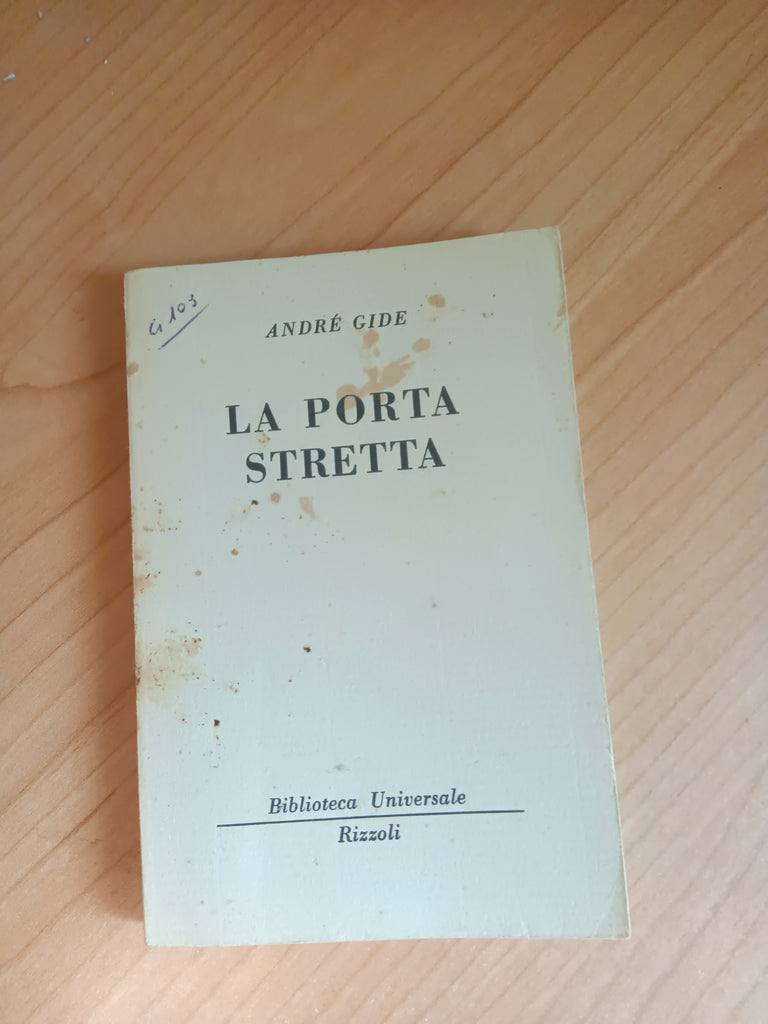 G 103
ANDRÉ GIDE
LA PORTA
STRETTA
Biblioteca Universale
Rizzoli